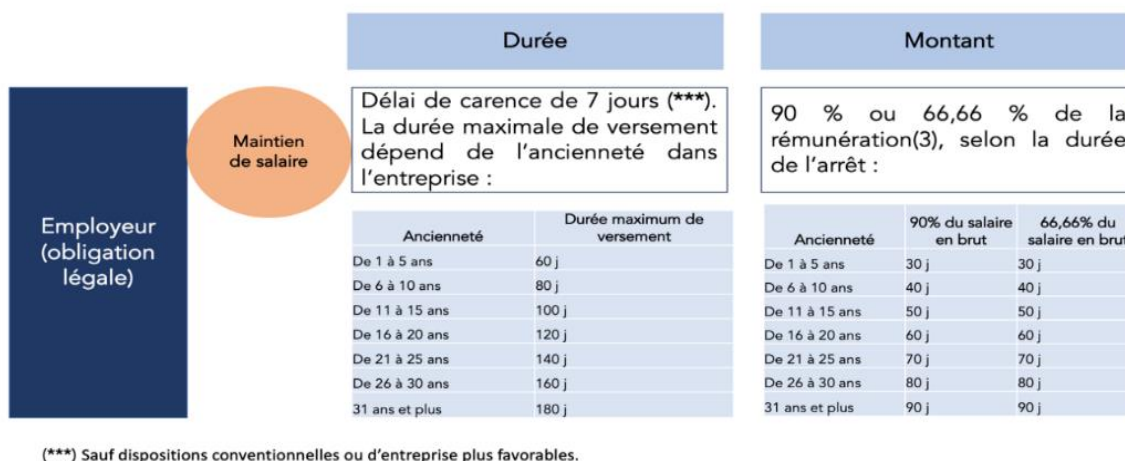 Durée
Montant
Employeur
(obligation
légale)
Maintien
de salaire
Délai de carence de 7 jours (***).
La durée maximale de versement
dépend de l'ancienneté dans
l'entreprise :
90 % ou 66,66 % de la
rémunération(3), selon la durée
de l'arrêt :
Ancienneté Durée maximum de versement
De 1 à 5 ans 60 j
De 6 à 10 ans 80 j
De 11 à 15 ans 100 j
De 16 à 20 ans 120 j
De 21 à 25 ans 140 j
De 26 à 30 ans 160 j
31 ans et plus 180 j
Ancienneté 90% du salaire en brut 66,66% du salaire en brut
De 1 à 5 ans 30 j 30 j
De 6 à 10 ans 40 j 40 j
De 11 à 15 ans 50 j 50 j
De 16 à 20 ans 60 j 60 j
De 21 à 25 ans 70 j 70 j
De 26 à 30 ans 80 j 80 j
31 ans et plus 90 j 90 j
(***) Sauf dispositions conventionnelles ou d'entreprise plus favorables.